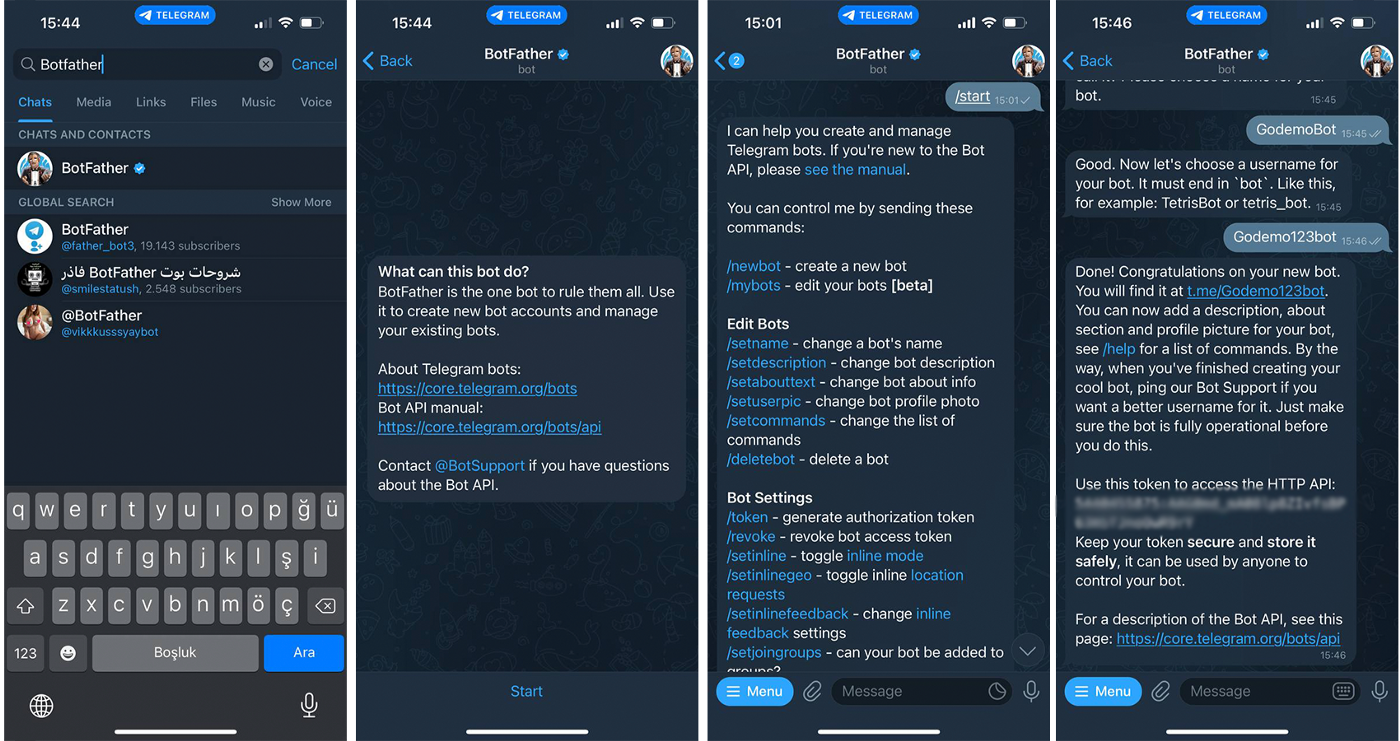 15:44
TELEGRAM
Botfather
Cancel
Chats Media Links Files Music Voice
CHATS AND CONTACTS
BotFather
GLOBAL SEARCH Show More
BotFather
@father_bot3, 19.143 subscribers
شروحات بوت BotFather فاذر
@smilestatush, 2.548 subscribers
@BotFather
@vikkkusssyaybot
q w e r t y u ı o p ğ ü
a s d f g h j k l ş i
z x c v b n m ö ç
123 Boşluk Ara
15:44
TELEGRAM
Back
BotFather
bot
What can this bot do?
BotFather is the one bot to rule them all. Use
it to create new bot accounts and manage
your existing bots.
About Telegram bots:
https://core.telegram.org/bots
Bot API manual:
https://core.telegram.org/bots/api
Contact @BotSupport if you have questions
about the Bot API.
Start
15:01
TELEGRAM
2
BotFather
bot
/start 15:01
I can help you create and manage
Telegram bots. If you're new to the Bot
API, please see the manual.
You can control me by sending these
commands:
/newbot - create a new bot
/mybots - edit your bots [beta]
Edit Bots
/setname - change a bot's name
/setdescription - change bot description
/setabouttext - change bot about info
/setuserpic - change bot profile photo
/setcommands - change the list of
commands
/deletebot - delete a bot
Bot Settings
/token - generate authorization token
/revoke - revoke bot access token
/setinline - toggle inline mode
/setinlinegeo - toggle inline location
requests
/setinlinefeedback - change inline
feedback settings
/setjoingroups - can your bot be added to
groups?
Menu Message
15:46
TELEGRAM
Back
BotFather
bot
call it? Please choose a name for your
bot. 15:45
GodemoBot 15:45
Good. Now let's choose a username for
your bot. It must end in `bot`. Like this,
for example: TetrisBot or tetris_bot. 15:45
Godemo123bot 15:46
Done! Congratulations on your new bot.
You will find it at t.me/Godemo123bot.
You can now add a description, about
section and profile picture for your bot,
see /help for a list of commands. By the
way, when you've finished creating your
cool bot, ping our Bot Support if you
want a better username for it. Just make
sure the bot is fully operational before
you do this.
Use this token to access the HTTP API:
Keep your token secure and store it
safely, it can be used by anyone to
control your bot.
For a description of the Bot API, see this
page: https://core.telegram.org/bots/api
15:46
Menu Message